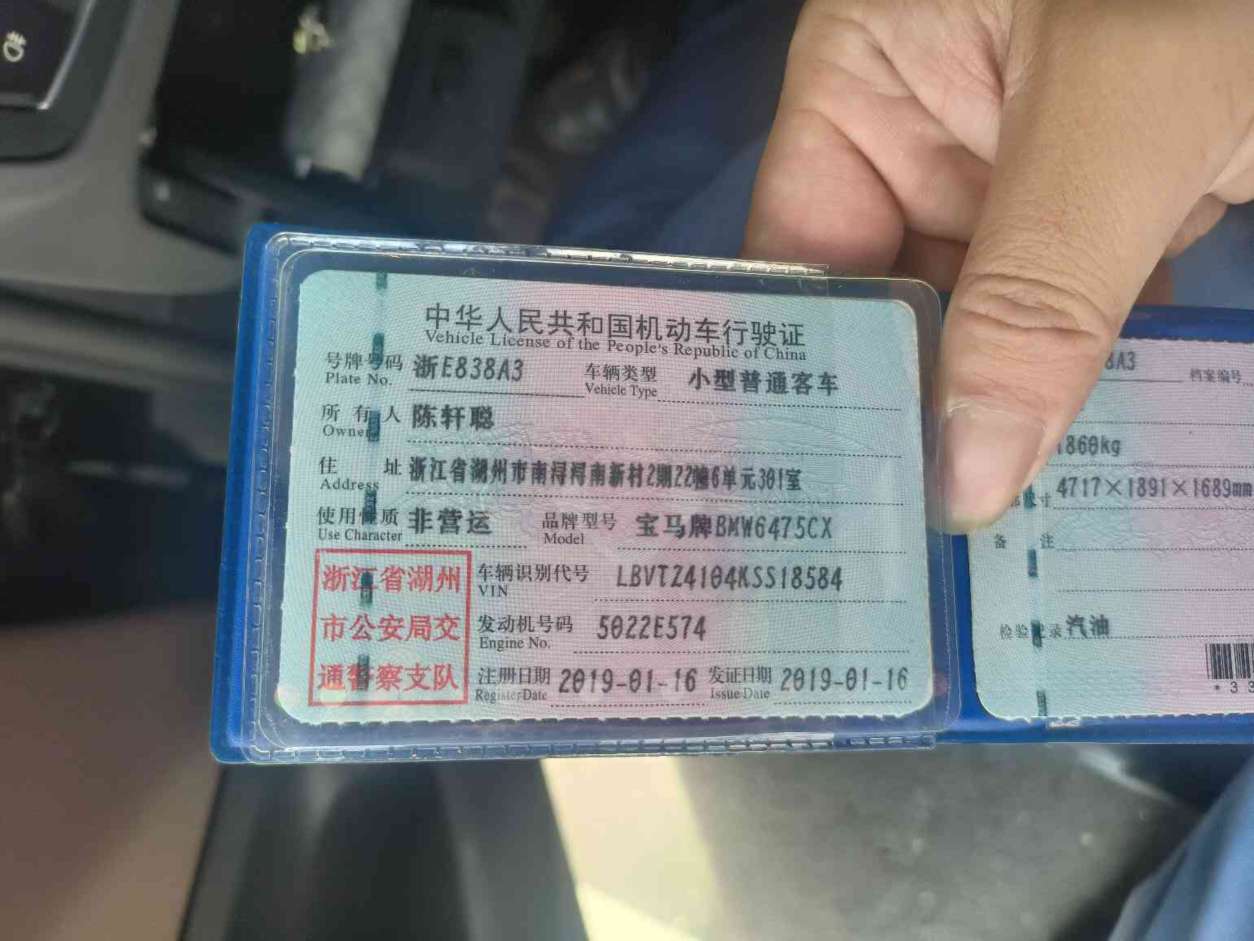 中华人民共和国机动车行驶证
Vehicle License of the People's Republic of China
号牌号码 浙E838A3 车辆类型 小型普通客车
Plate No. Vehicle Type
所有人 陈轩聪
Owner
住址 浙江省湖州市南浔浔南新村2期22幢6单元301室
Address
使用性质 非营运 品牌型号 宝马牌BMW6475CX
Use Character Model
浙江省湖州
市公安局交
通警察支队
车辆识别代号 LBVTZ4104KSS18584
VIN
发动机号码 5022E574
Engine No.
注册日期 2019-01-16 发证日期 2019-01-16
Register Date Issue Date
8A3 档案编号
1860kg
寸 4717×1891×1689mm
备注
检验记录 汽油